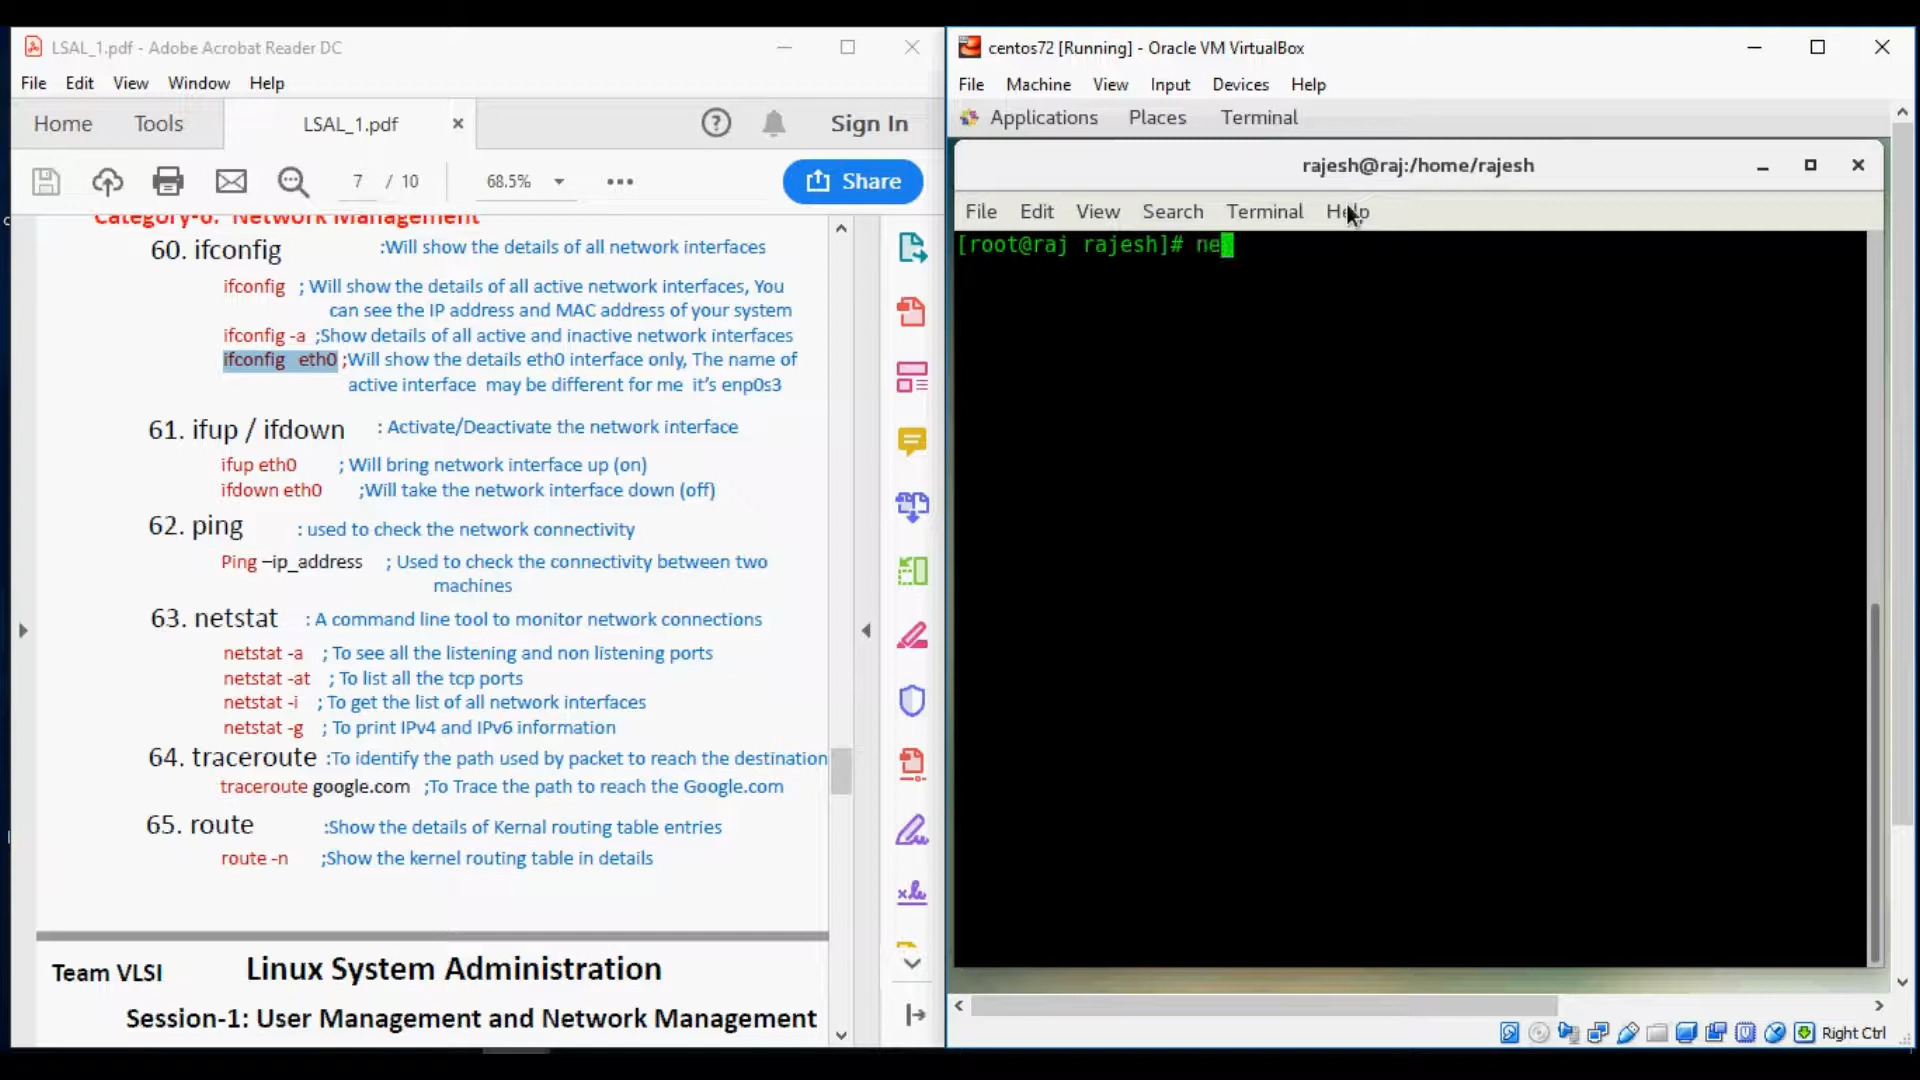 LSAL_1.pdf - Adobe Acrobat Reader DC
File Edit View Window Help
Home Tools LSAL_1.pdf Sign In
7 / 10 68.5% Share
Category-6: Network Management
60. ifconfig :Will show the details of all network interfaces
ifconfig ; Will show the details of all active network interfaces, You
can see the IP address and MAC address of your system
ifconfig -a ;Show details of all active and inactive network interfaces
ifconfig eth0 ;Will show the details eth0 interface only, The name of
active interface may be different for me it's enp0s3
61. ifup / ifdown : Activate/Deactivate the network interface
ifup eth0 ; Will bring network interface up (on)
ifdown eth0 ;Will take the network interface down (off)
62. ping : used to check the network connectivity
Ping –ip_address ; Used to check the connectivity between two
machines
63. netstat : A command line tool to monitor network connections
netstat -a ; To see all the listening and non listening ports
netstat -at ; To list all the tcp ports
netstat -i ; To get the list of all network interfaces
netstat -g ; To print IPv4 and IPv6 information
64. traceroute :To identify the path used by packet to reach the destination
traceroute google.com ;To Trace the path to reach the Google.com
65. route :Show the details of Kernal routing table entries
route -n ;Show the kernel routing table in details
Team VLSI Linux System Administration
Session-1: User Management and Network Management
centos72 [Running] - Oracle VM VirtualBox
File Machine View Input Devices Help
Applications Places Terminal
rajesh@raj:/home/rajesh
File Edit View Search Terminal Help
[root@raj rajesh]# ne
Right Ctrl